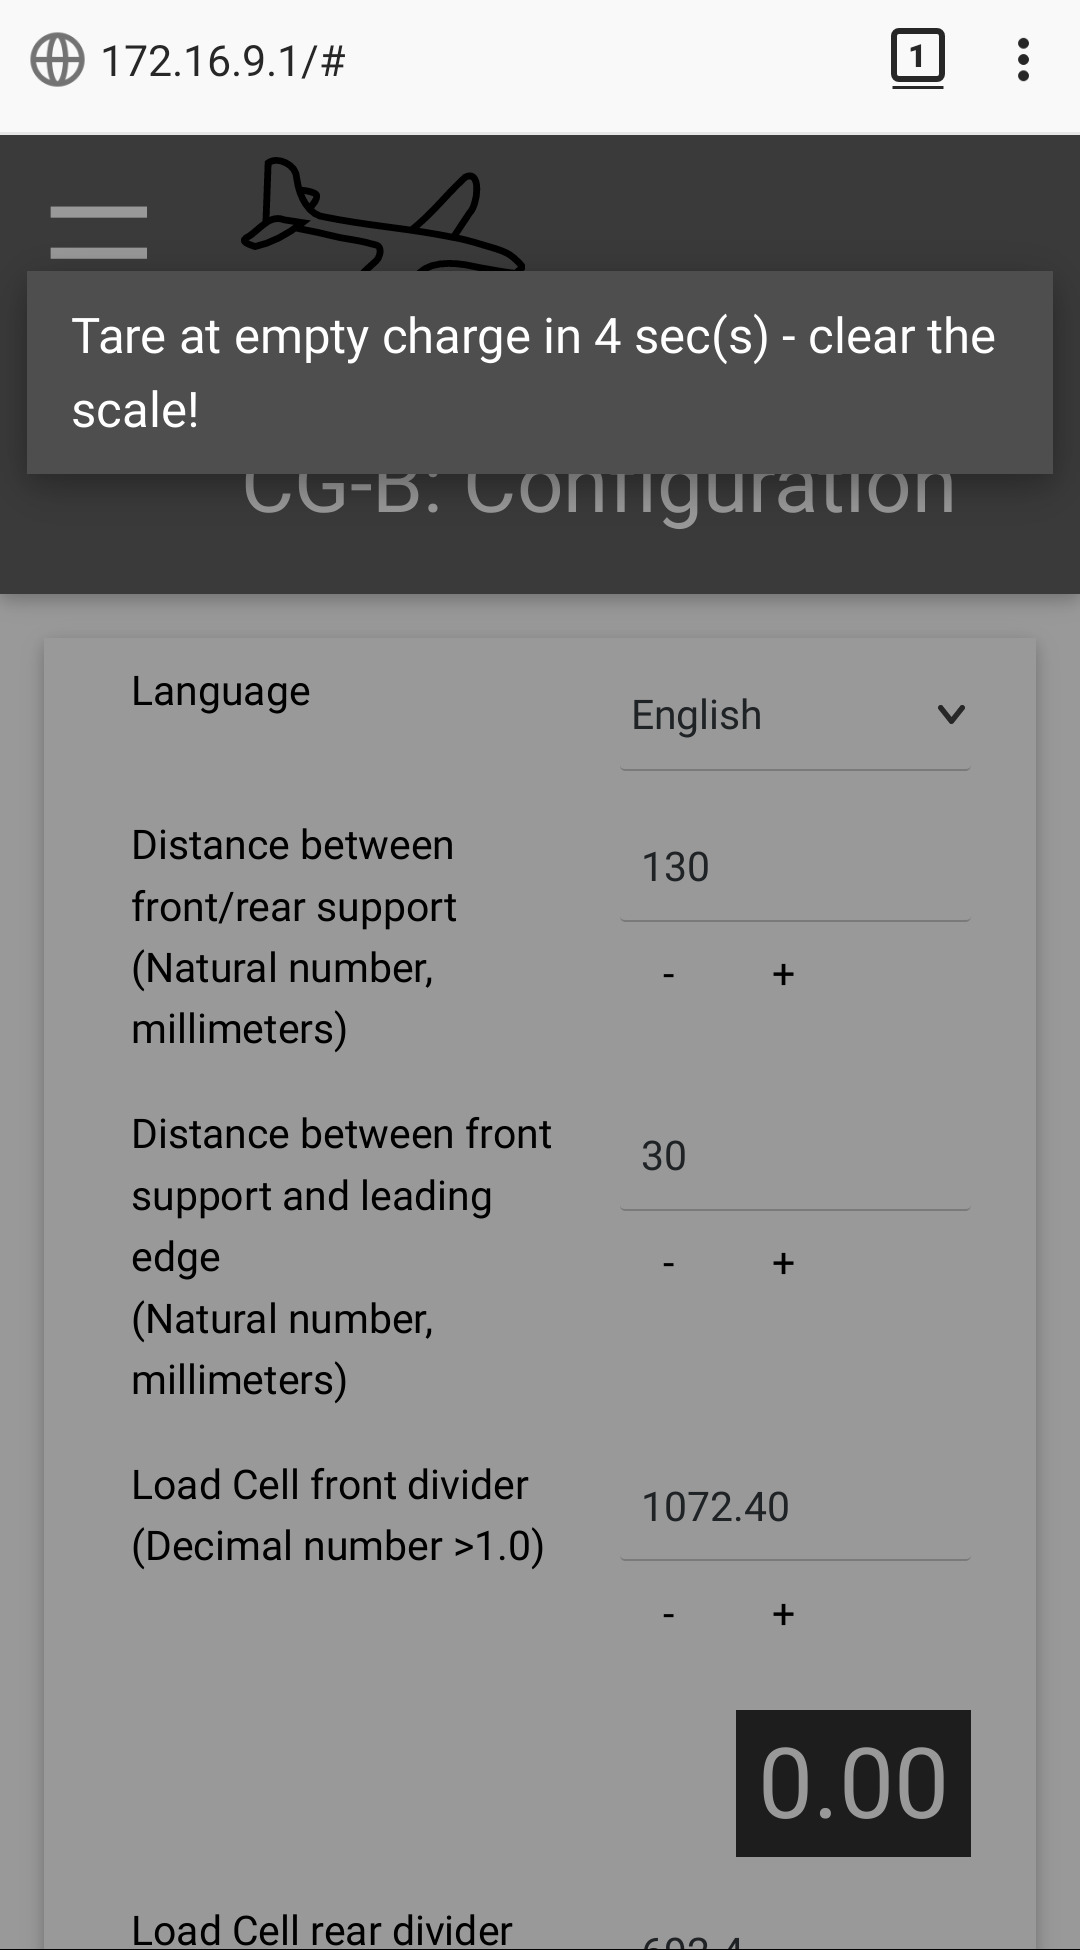 172.16.9.1/#
1
Tare at empty charge in 4 sec(s) - clear the
scale!
CG-B: Configuration
Language
English
Distance between
front/rear support
(Natural number,
millimeters)
130
- +
Distance between front
support and leading
edge
(Natural number,
millimeters)
30
- +
Load Cell front divider
(Decimal number >1.0)
1072.40
- +
0.00
Load Cell rear divider